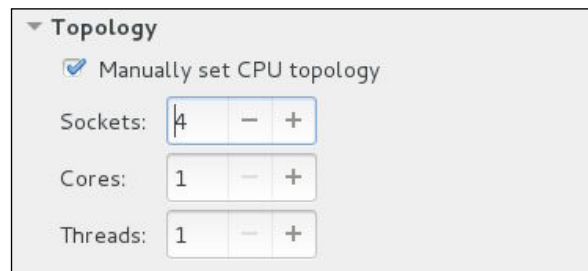 Topology
Manually set CPU topology
Sockets: 4 − +
Cores: 1 − +
Threads: 1 − +